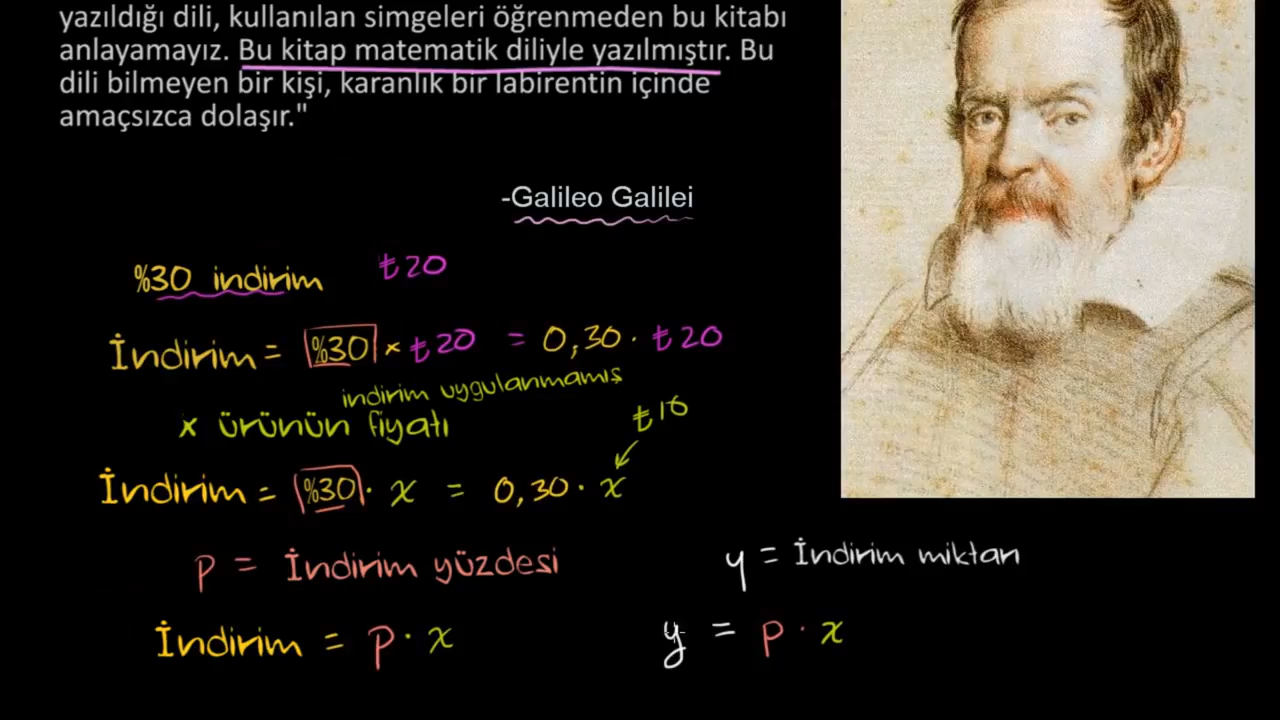 yazıldığı dili, kullanılan simgeleri öğrenmeden bu kitabı
anlayamayız. Bu kitap matematik diliyle yazılmıştır. Bu
dili bilmeyen bir kişi, karanlık bir labirentin içinde
amaçsızca dolaşır."
-Galileo Galilei
%30 indirim ₺20
İndirim = %30 × ₺20 = 0,30 · ₺20
indirim uygulanmamış
x ürünün fiyatı
₺10
İndirim = %30 · x = 0,30 · x
p = İndirim yüzdesi
y = İndirim miktarı
İndirim = p · x
y = p · x